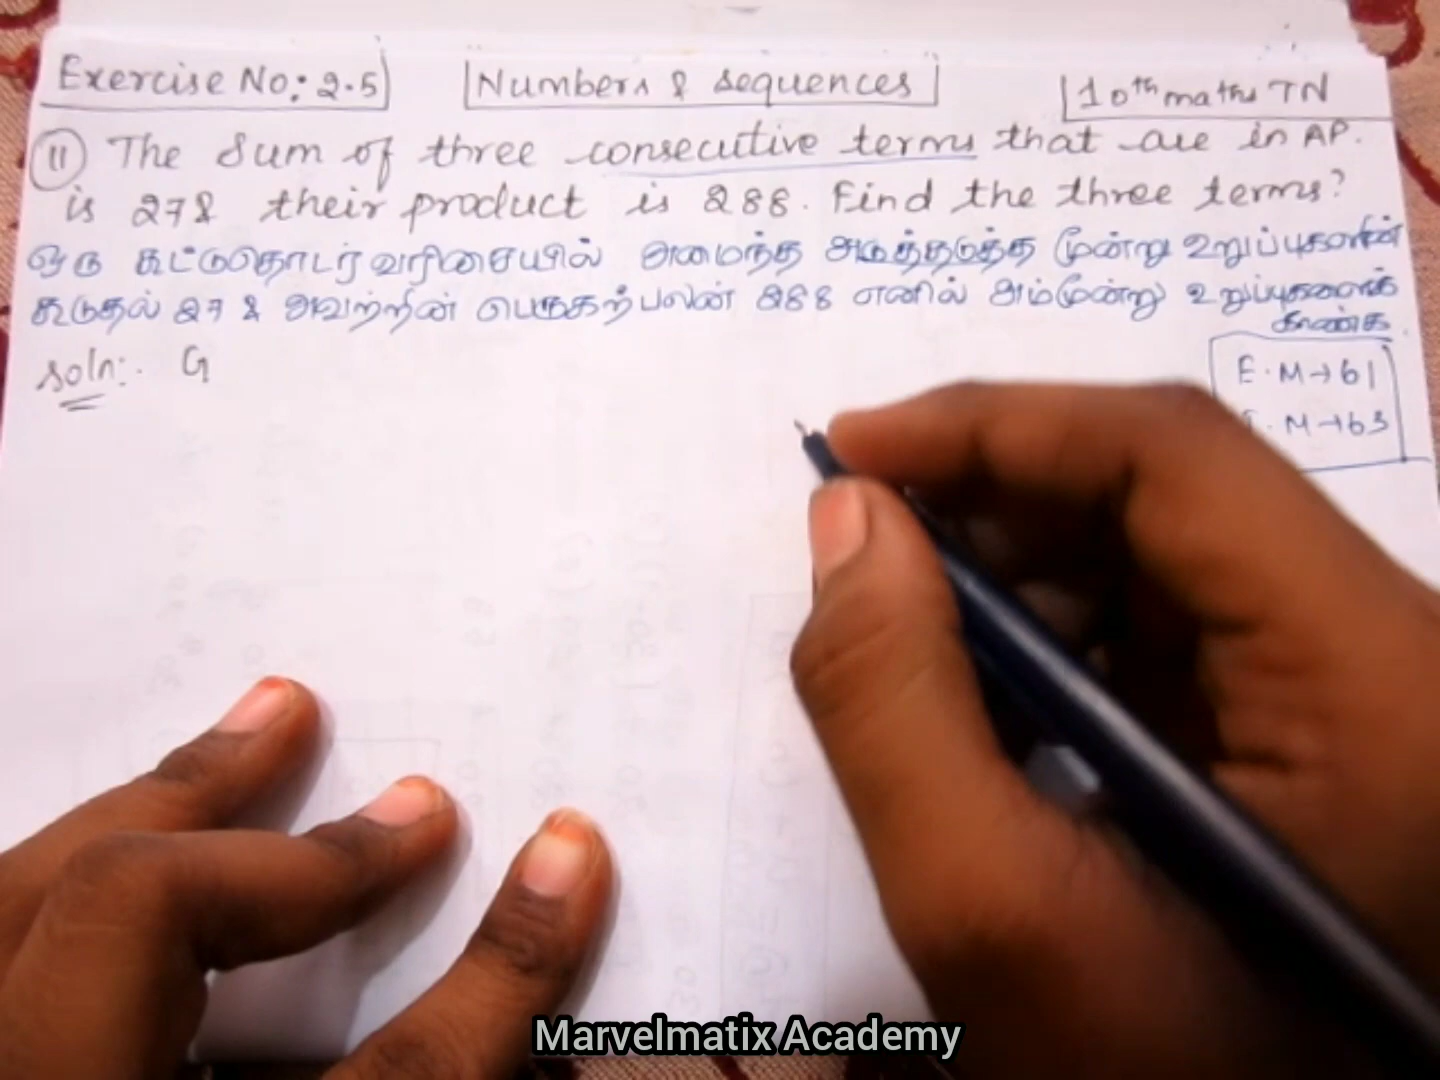 Exercise No: 2.5 Numbers & sequences 10th maths TN
11 The Sum of three consecutive terms that are in AP.
is 27 & their product is 288. Find the three terms?
ஒரு கூட்டுதொடர் வரிசையில் அமைந்த அடுத்தடுத்த மூன்று உறுப்புகளின்
கூடுதல் 27 & அவற்றின் பெருக்கற்பலன் 288 எனில் அம்மூன்று உறுப்புகளைக்
காண்க.
soln:. G
E.M→61
. M→63
Marvelmatix Academy